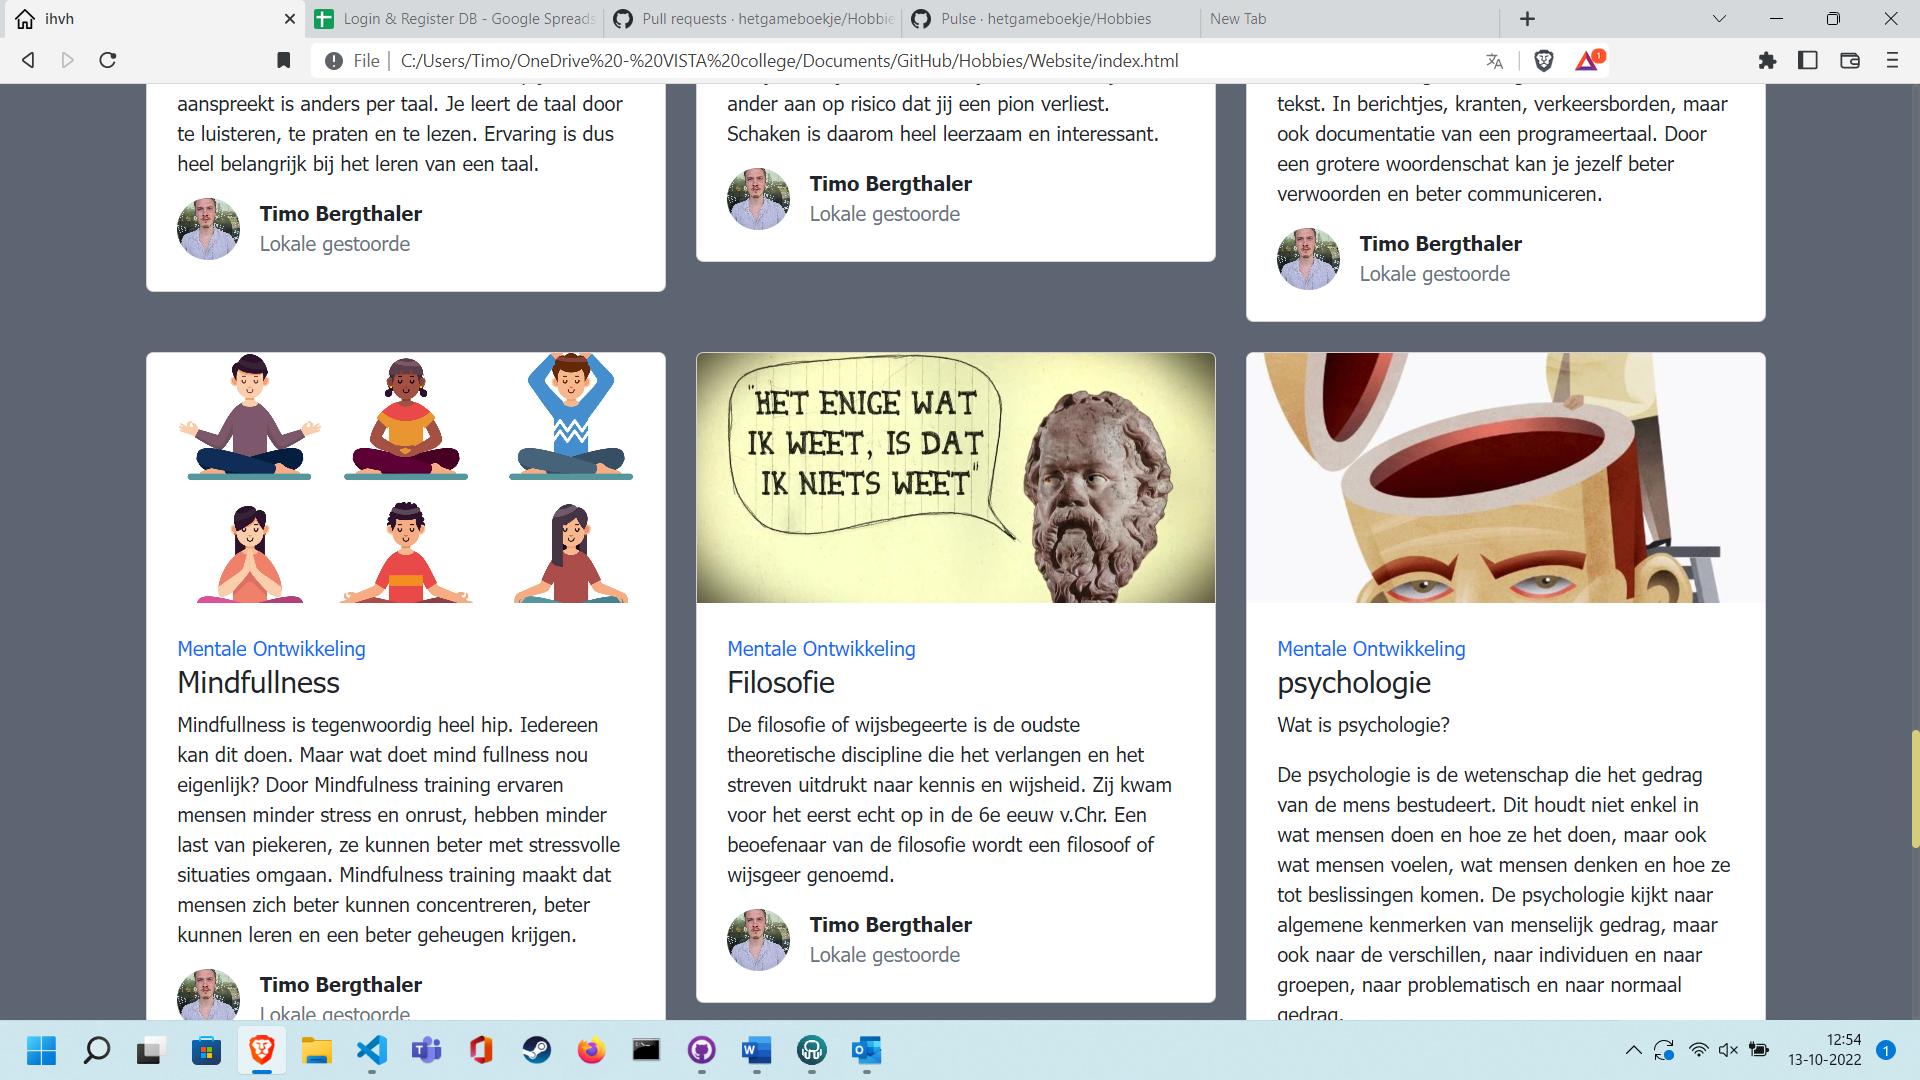 ihvh
Login & Register DB - Google Spreads
Pull requests · hetgameboekje/Hobbie
Pulse · hetgameboekje/Hobbies
New Tab
File
C:/Users/Timo/OneDrive%20-%20VISTA%20college/Documents/GitHub/Hobbies/Website/index.html
1
aanspreekt is anders per taal. Je leert de taal door
te luisteren, te praten en te lezen. Ervaring is dus
heel belangrijk bij het leren van een taal.
Timo Bergthaler
Lokale gestoorde
ander aan op risico dat jij een pion verliest.
Schaken is daarom heel leerzaam en interessant.
Timo Bergthaler
Lokale gestoorde
tekst. In berichtjes, kranten, verkeersborden, maar
ook documentatie van een programeertaal. Door
een grotere woordenschat kan je jezelf beter
verwoorden en beter communiceren.
Timo Bergthaler
Lokale gestoorde
Mentale Ontwikkeling
Mindfullness
Mindfullness is tegenwoordig heel hip. Iedereen
kan dit doen. Maar wat doet mind fullness nou
eigenlijk? Door Mindfulness training ervaren
mensen minder stress en onrust, hebben minder
last van piekeren, ze kunnen beter met stressvolle
situaties omgaan. Mindfulness training maakt dat
mensen zich beter kunnen concentreren, beter
kunnen leren en een beter geheugen krijgen.
Timo Bergthaler
Lokale gestoorde
"HET ENIGE WAT
IK WEET, IS DAT
IK NIETS WEET"
Mentale Ontwikkeling
Filosofie
De filosofie of wijsbegeerte is de oudste
theoretische discipline die het verlangen en het
streven uitdrukt naar kennis en wijsheid. Zij kwam
voor het eerst echt op in de 6e eeuw v.Chr. Een
beoefenaar van de filosofie wordt een filosoof of
wijsgeer genoemd.
Timo Bergthaler
Lokale gestoorde
Mentale Ontwikkeling
psychologie
Wat is psychologie?
De psychologie is de wetenschap die het gedrag
van de mens bestudeert. Dit houdt niet enkel in
wat mensen doen en hoe ze het doen, maar ook
wat mensen voelen, wat mensen denken en hoe ze
tot beslissingen komen. De psychologie kijkt naar
algemene kenmerken van menselijk gedrag, maar
ook naar de verschillen, naar individuen en naar
groepen, naar problematisch en naar normaal
gedrag.
12:54
13-10-2022
1